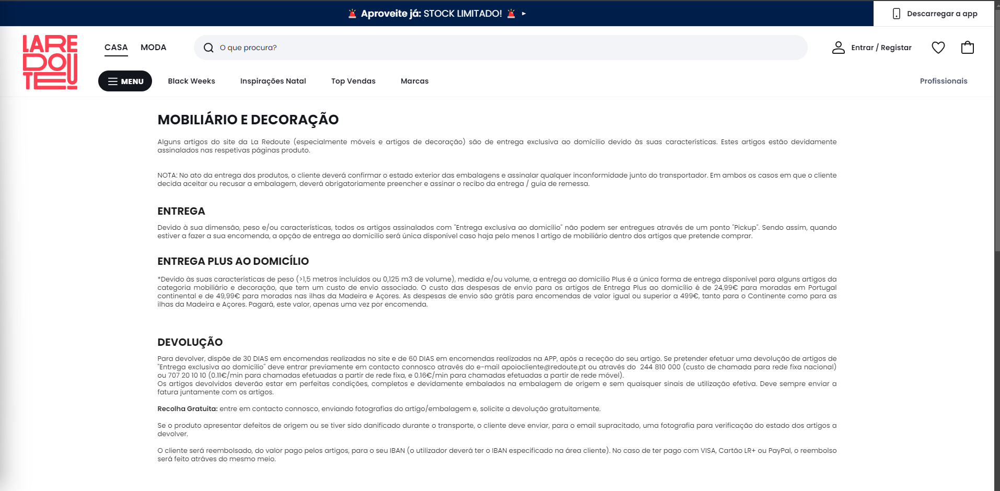 Aproveite já: STOCK LIMITADO!
Descarregar a app
LA REDOUTE
CASA
MODA
O que procura?
Entrar / Registar
MENU
Black Weeks
Inspirações Natal
Top Vendas
Marcas
Profissionais
MOBILIÁRIO E DECORAÇÃO
Alguns artigos do site da La Redoute (especialmente móveis e artigos de decoração) são de entrega exclusiva ao domícilio devido às suas características. Estes artigos estão devidamente
assinalados nas respetivas páginas produto.
NOTA: No ato da entrega dos produtos, o cliente deverá confirmar o estado exterior das embalagens e assinalar qualquer inconformidade junto do transportador. Em ambos os casos em que o cliente
decida aceitar ou recusar a embalagem, deverá obrigatoriamente preencher e assinar o recibo da entrega / guia de remessa.
ENTREGA
Devido à sua dimensão, peso e/ou características, todos os artigos assinalados com "Entrega exclusiva ao domicílio" não podem ser entregues através de um ponto "Pickup". Sendo assim, quando
estiver a fazer a sua encomenda, a opção de entrega ao domicilio será única disponível caso haja pelo menos 1 artigo de mobiliário dentro dos artigos que pretende comprar.
ENTREGA PLUS AO DOMICÍLIO
*Devido às suas características de peso (>1,5 metros incluídos ou 0,125 m3 de volume), medida e/ou volume, a entrega ao domicílio Plus é a única forma de entrega disponível para alguns artigos da
categoria mobiliário e decoração, que tem um custo de envio associado. O custo das despesas de envio para os artigos de Entrega Plus ao domicílio é de 24,99€ para moradas em Portugal
continental e de 49,99€ para moradas nas ilhas da Madeira e Açores. As despesas de envio são grátis para encomendas de valor igual ou superior a 499€, tanto para o Continente como para as
ilhas da Madeira e Açores. Pagará, este valor, apenas uma vez por encomenda.
DEVOLUÇÃO
Para devolver, dispõe de 30 DIAS em encomendas realizadas no site e de 60 DIAS em encomendas realizadas na APP, após a receção do seu artigo. Se pretender efetuar uma devolução de artigos de
"Entrega exclusiva ao domicílio" deve entrar previamente em contacto connosco através do e-mail apoiocliente@redoute.pt ou através do  244 810 000 (custo de chamada para rede fixa nacional)
ou 707 20 10 10 (0.11€/min para chamadas efetuadas a partir de rede fixa, e 0.16€/min para chamadas efetuadas a partir de rede móvel).
Os artigos devolvidos deverão estar em perfeitas condições, completos e devidamente embalados na embalagem de origem e sem quaisquer sinais de utilização efetiva. Deve sempre enviar a
fatura juntamente com os artigos.
Recolha Gratuita: entre em contacto connosco, enviando fotografias do artigo/embalagem e, solicite a devolução gratuitamente.
Se o produto apresentar defeitos de origem ou se tiver sido danificado durante o transporte, o cliente deve enviar, para o email supracitado, uma fotografia para verificação do estado dos artigos a
devolver.
O cliente será reembolsado, do valor pago pelos artigos, para o seu IBAN (o utilizador deverá ter o IBAN especificado na área cliente). No caso de ter pago com VISA, Cartão LR+ ou PayPal, o reembolso
será feito atráves do mesmo meio.